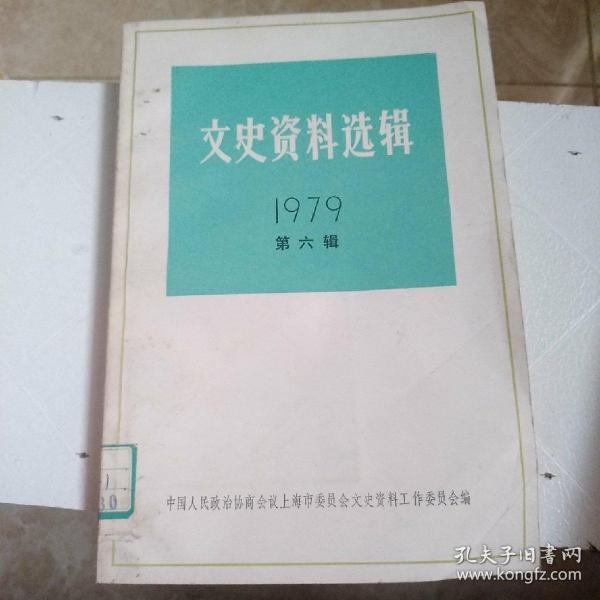 文史资料选辑
1979
第六辑
1
30
中国人民政治协商会议上海市委员会文史资料工作委员会编
孔夫子旧书网
www.kongfz.com